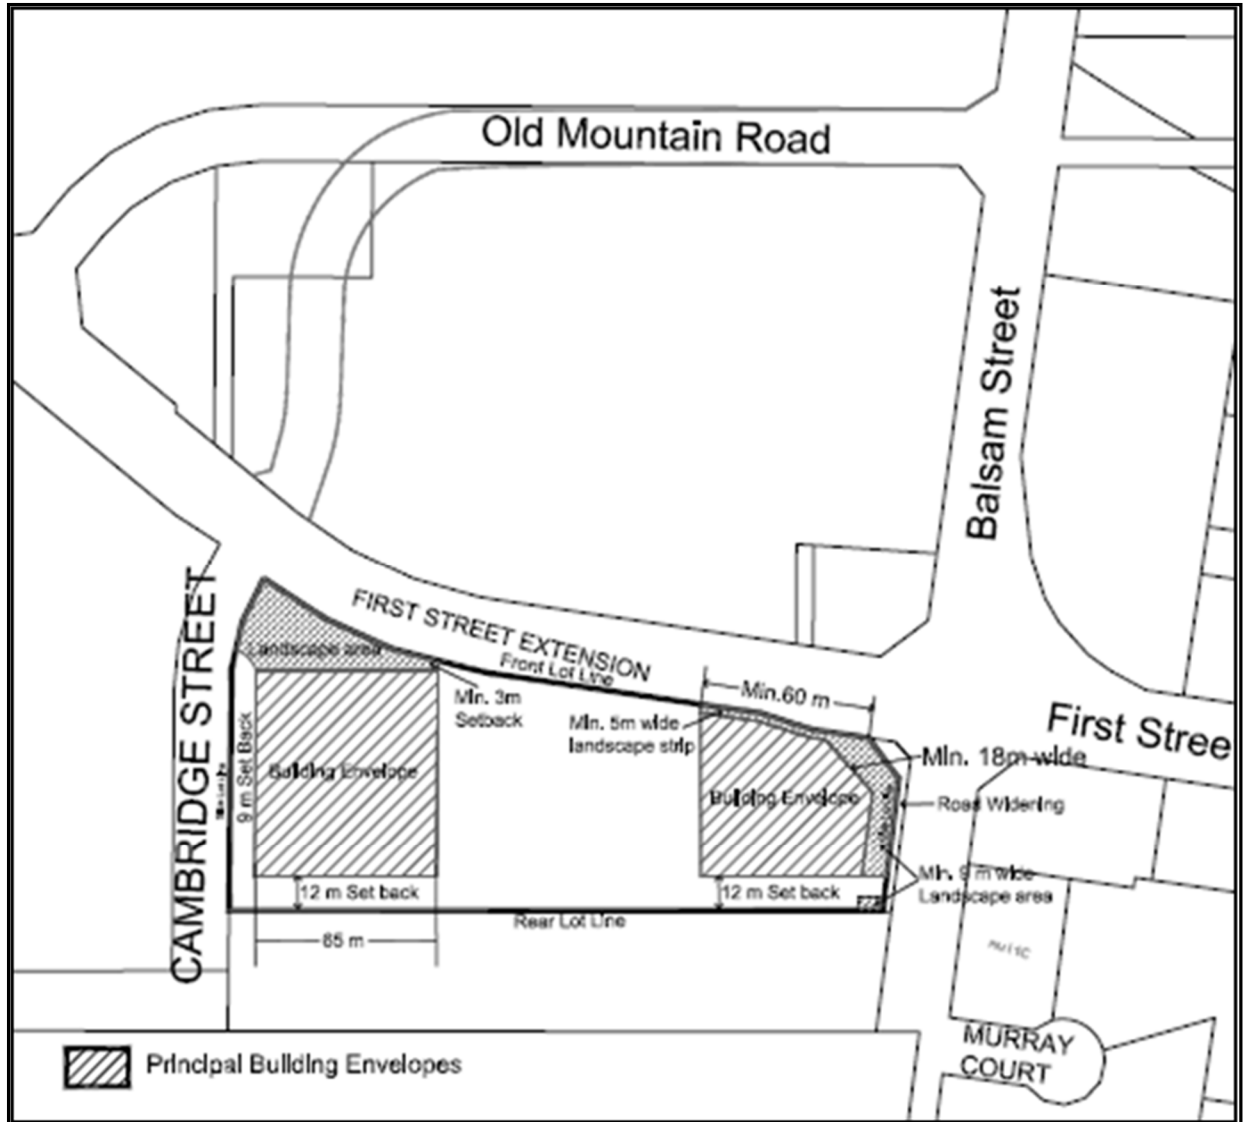 Old Mountain Road
Balsam Street
CAMBRIDGE STREET
FIRST STREET EXTENSION
Front Lot Line
Landscape area
Min. 3m
Setback
Min. 60 m
Min. 5m wide
landscape strip
First Stree
Min. 18m wide
9 m Set Back
Building Envelope
Building Envelope
Road Widening
Min. 9 m wide
Landscape area
12 m Set back
12 m Set back
Rear Lot Line
65 m
MURRAY
COURT
Principal Building Envelopes